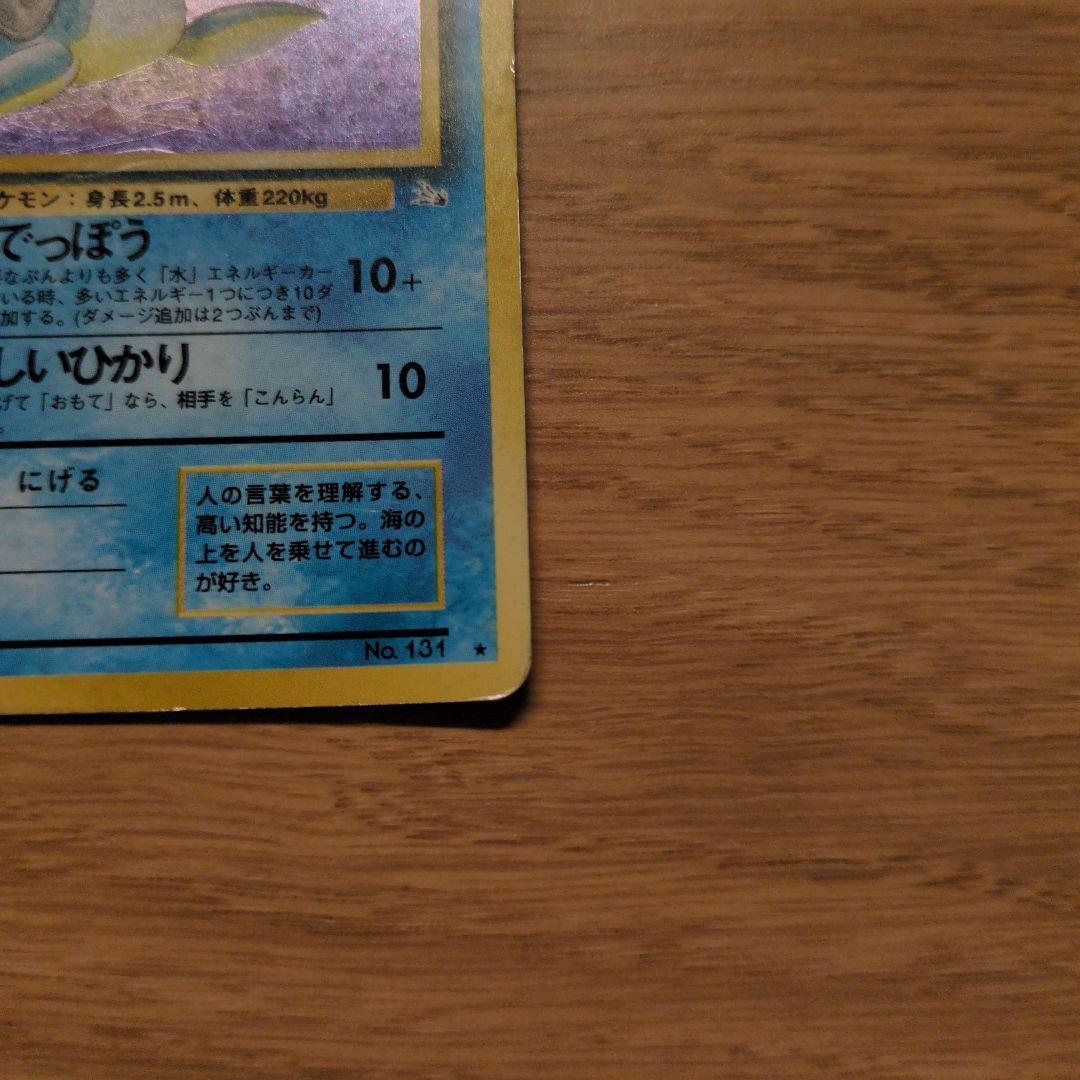 ケモン：身長2.5m、体重220kg
でっぽう
なぶんよりも多く「水」エネルギーカー
いる時、多いエネルギー1つにつき10ダ
加する。(ダメージ追加は2つぶんまで)
10+
しいひかり
げて「おもて」なら、相手を「こんらん」
。
10
にげる
人の言葉を理解する、
高い知能を持つ。海の
上を人を乗せて進むの
が好き。
No. 131 ★